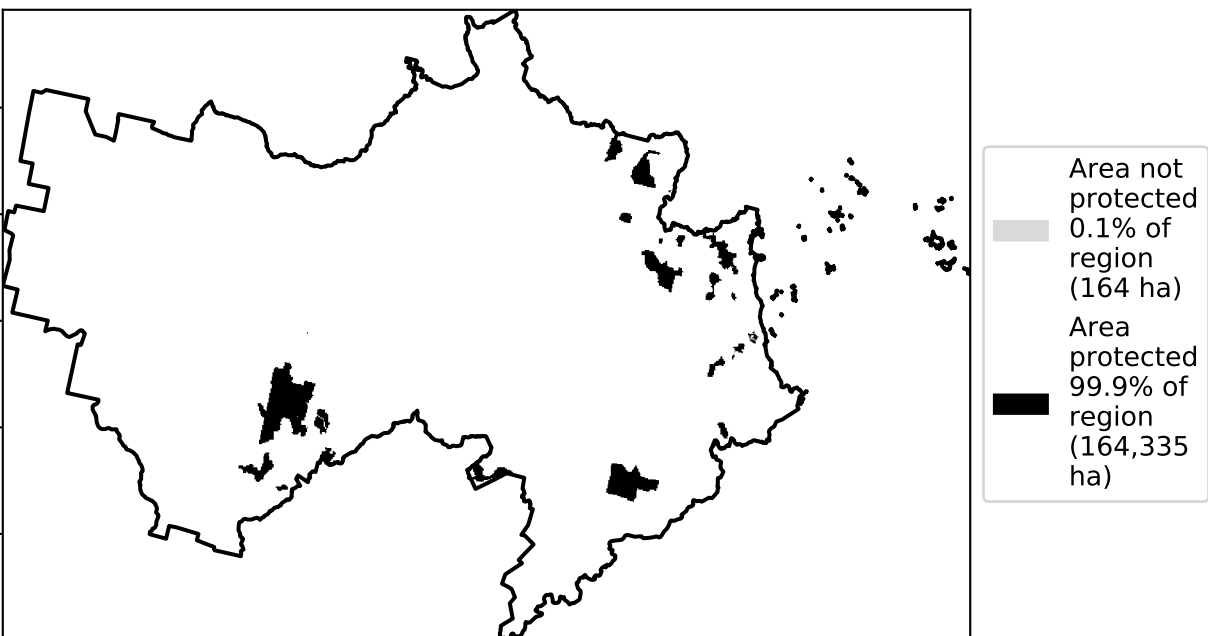 Area not
protected
0.1% of
region
(164 ha)
Area
protected
99.9% of
region
(164,335
ha)